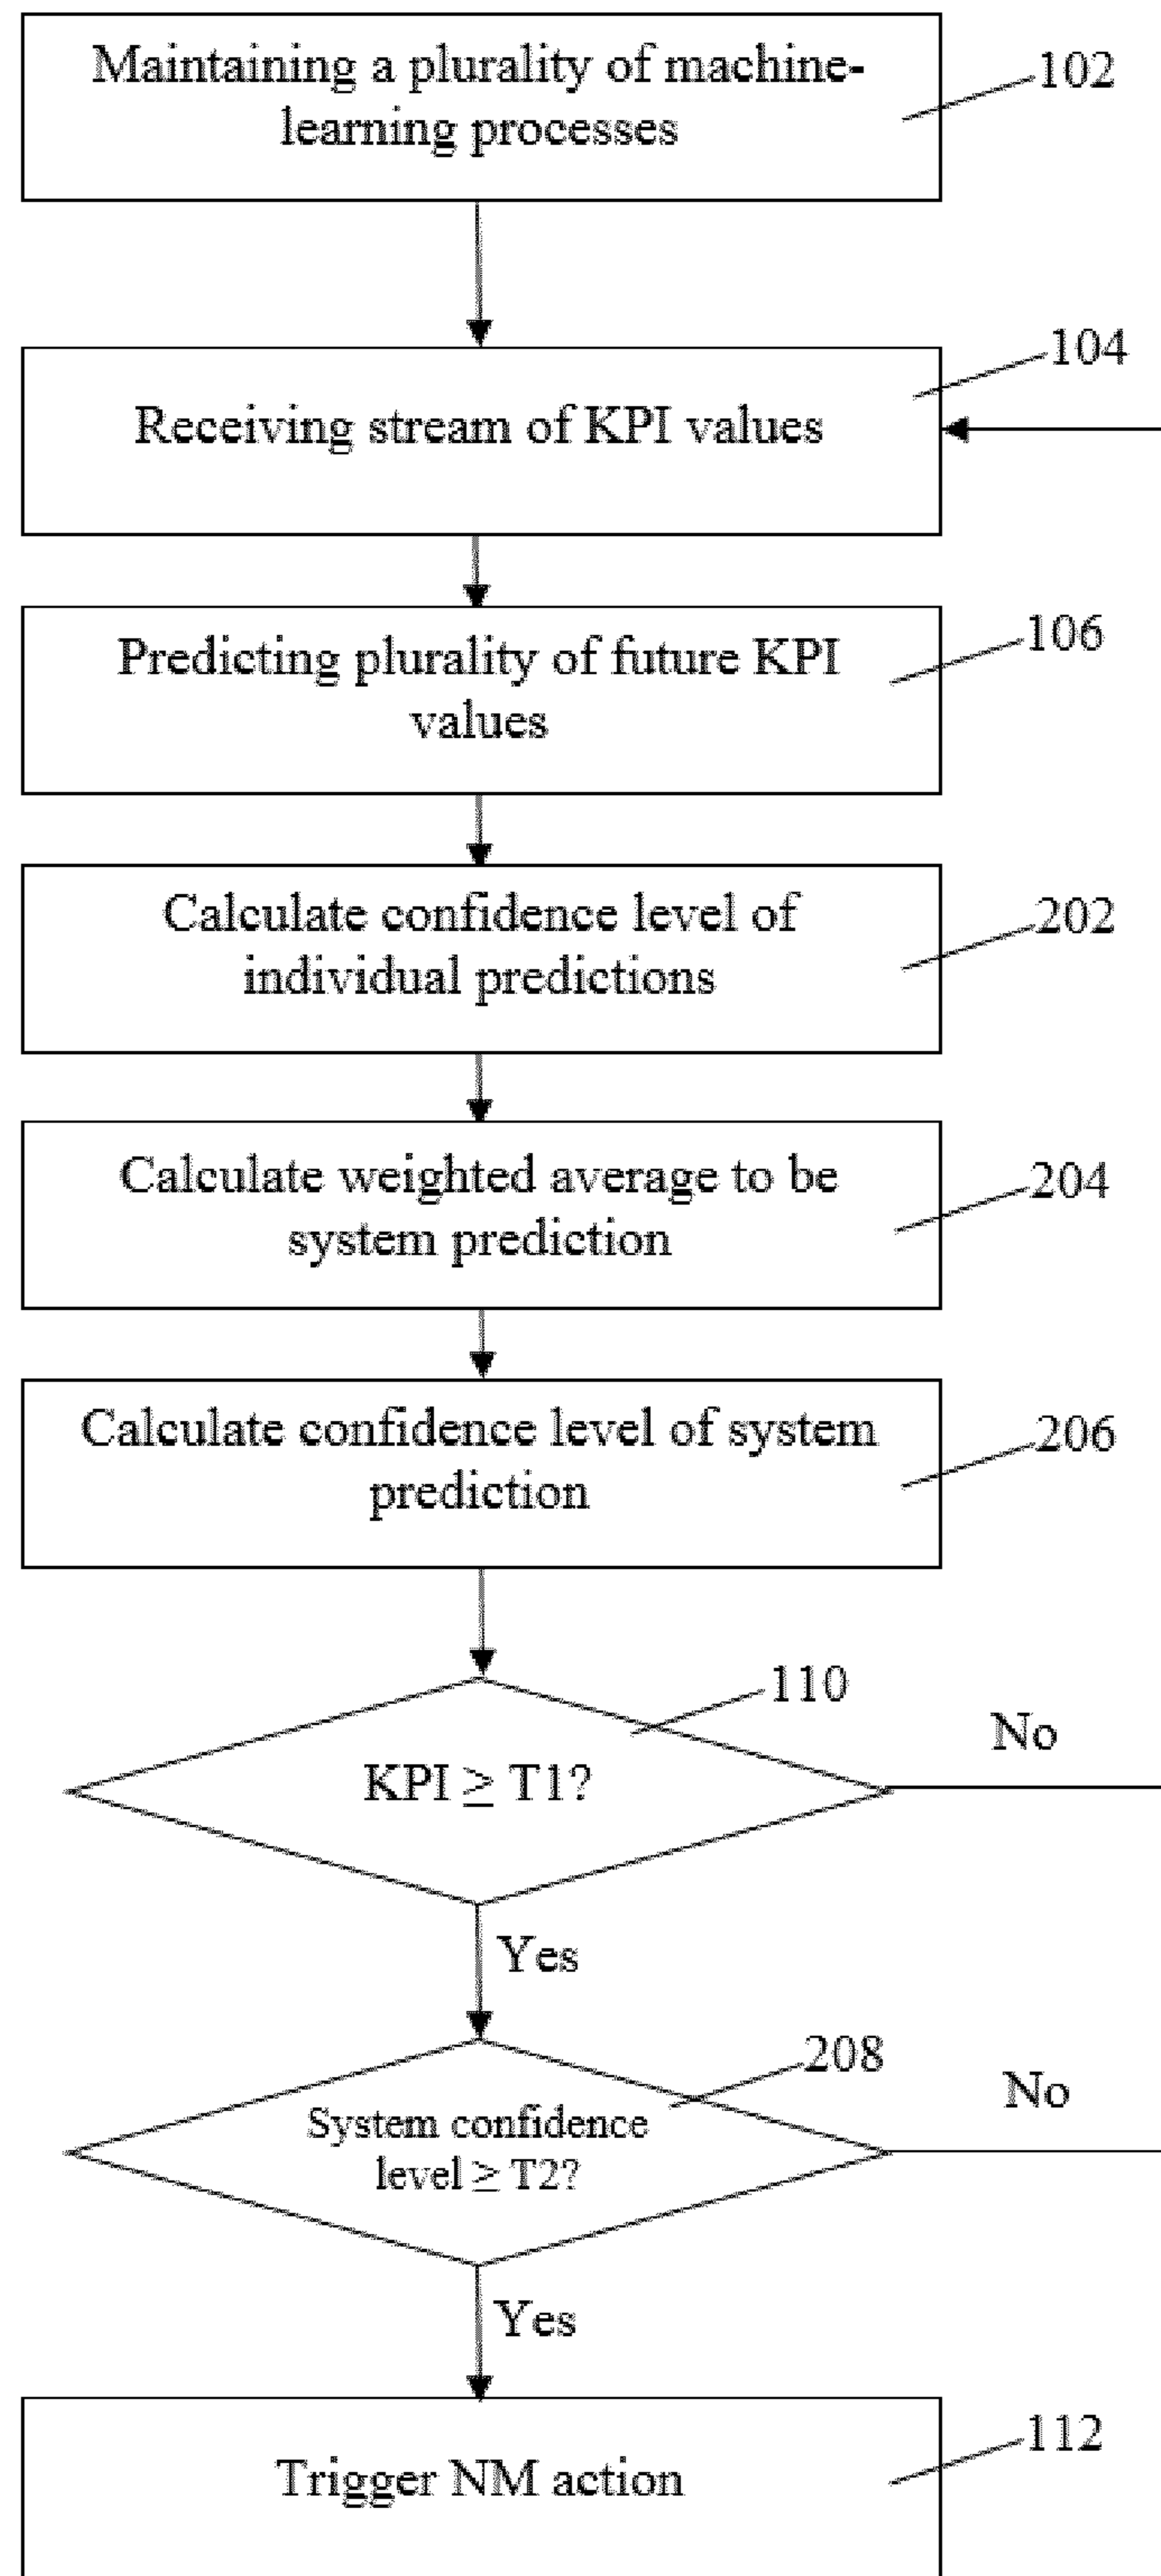 Maintaining a plurality of machine-
learning processes
102
104
Receiving stream of KPI values
106
Predicting plurality of future KPI
values
Calculate confidence level of
individual predictions
202
Calculate weighted average to be
system prediction
204
Calculate confidence level of system
prediction
206
110
No
KPI ≥ T1?
Yes
208
No
System confidence
level ≥ T2?
Yes
112
Trigger NM action